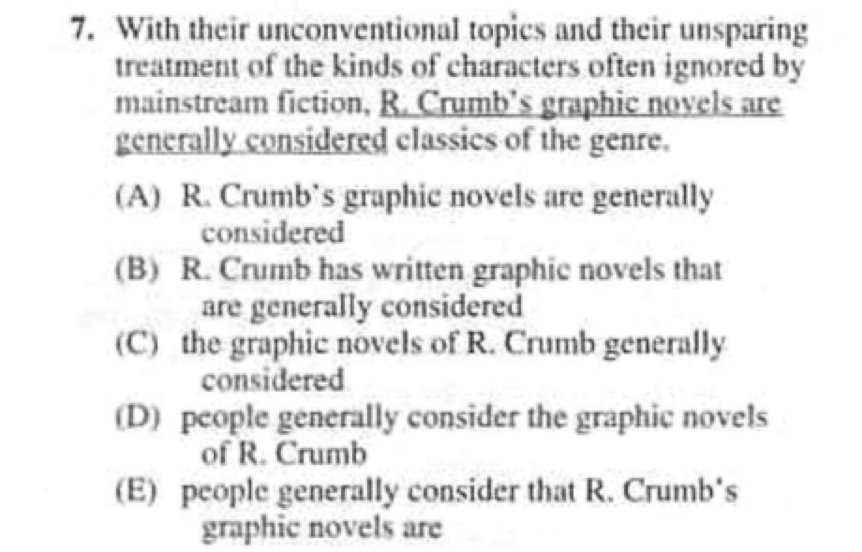 7. With their unconventional topics and their unsparing
treatment of the kinds of characters often ignored by
mainstream fiction, R. Crumb's graphic novels are
generally considered classics of the genre.
(A) R. Crumb's graphic novels are generally
considered
(B) R. Crumb has written graphic novels that
are generally considered
(C) the graphic novels of R. Crumb generally
considered
(D) people generally consider the graphic novels
of R. Crumb
(E) people generally consider that R. Crumb's
graphic novels are